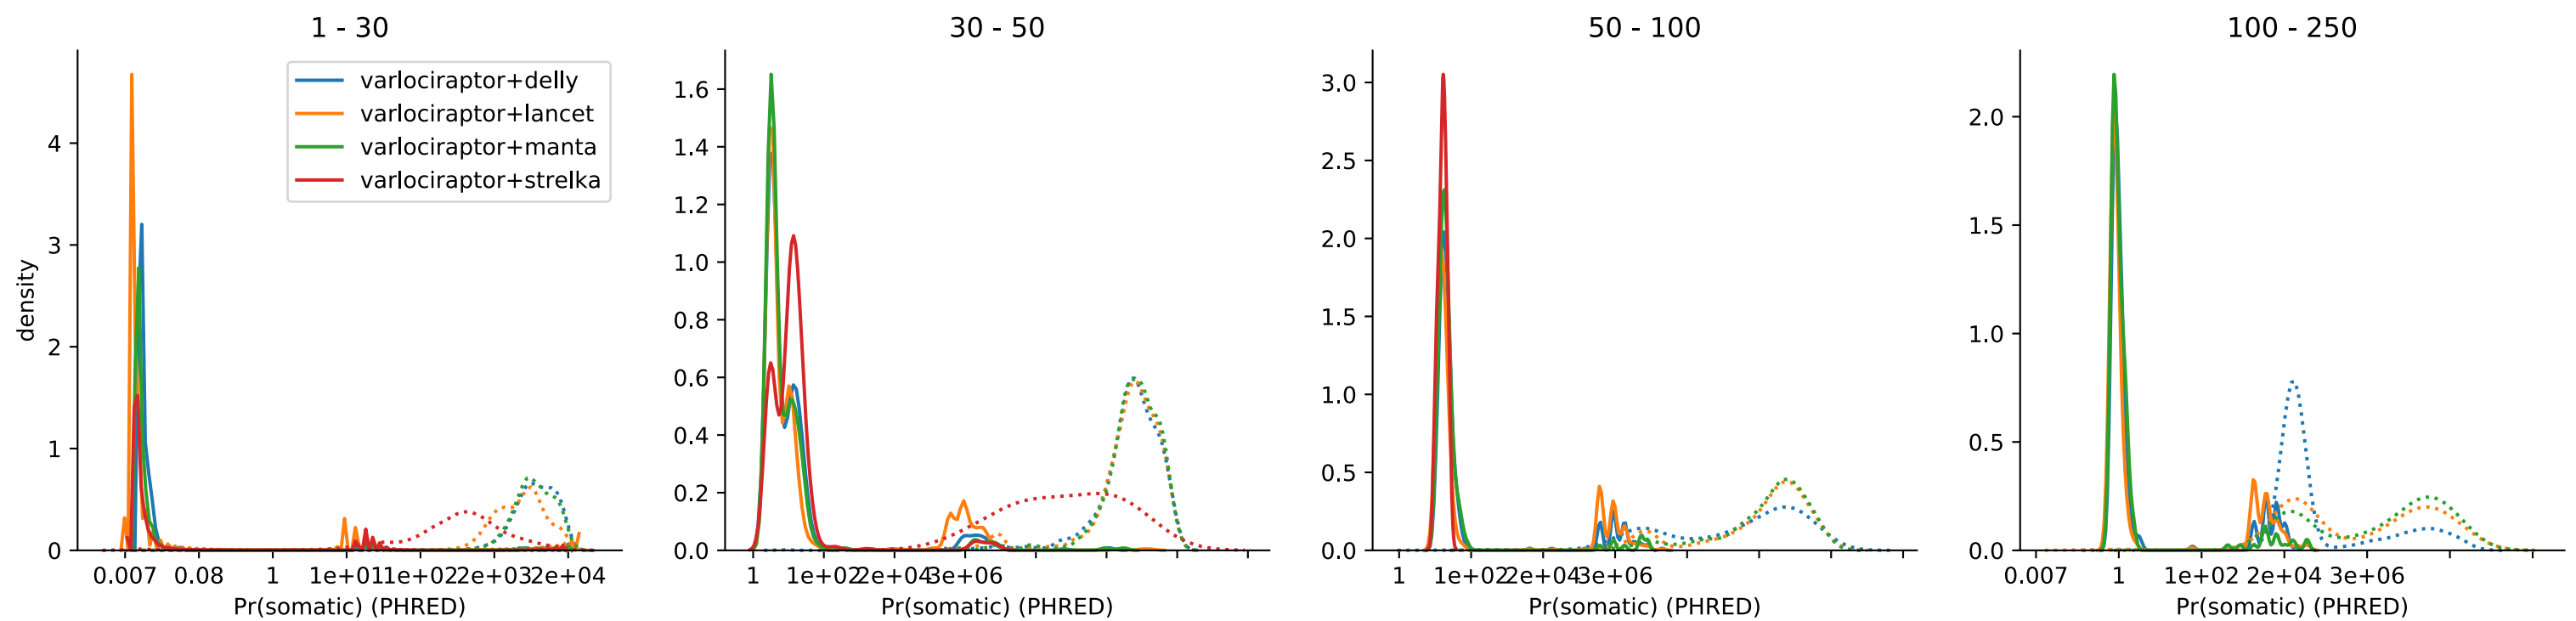 1 - 30
30 - 50
50 - 100
100 - 250
varlociraptor+delly
varlociraptor+lancet
varlociraptor+manta
varlociraptor+strelka
density
4
3
2
1
0
0.007 0.08 1 1e+01 1e+02 2e+03 2e+04
Pr(somatic) (PHRED)
1.6
1.4
1.2
1.0
0.8
0.6
0.4
0.2
0.0
1 1e+02 2e+04 3e+06
Pr(somatic) (PHRED)
3.0
2.5
2.0
1.5
1.0
0.5
0.0
1 1e+02 2e+04 3e+06
Pr(somatic) (PHRED)
2.0
1.5
1.0
0.5
0.0
0.007 1 1e+02 2e+04 3e+06
Pr(somatic) (PHRED)